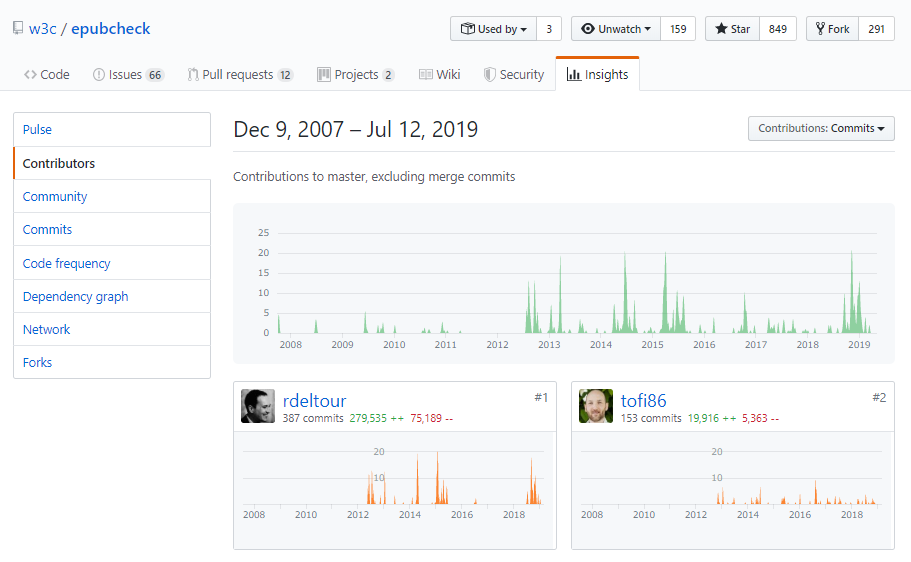 w3c / epubcheck
Used by 3
Unwatch 159
Star 849
Fork 291
Code
Issues 66
Pull requests 12
Projects 2
Wiki
Security
Insights
Pulse
Contributors
Community
Commits
Code frequency
Dependency graph
Network
Forks
Dec 9, 2007 – Jul 12, 2019
Contributions: Commits
Contributions to master, excluding merge commits
25
20
15
10
5
0
2008 2009 2010 2011 2012 2013 2014 2015 2016 2017 2018 2019
rdeltour #1
387 commits 279,535 ++ 75,189 --
20
10
2008 2010 2012 2014 2016 2018
tofi86 #2
153 commits 19,916 ++ 5,363 --
20
10
2008 2010 2012 2014 2016 2018